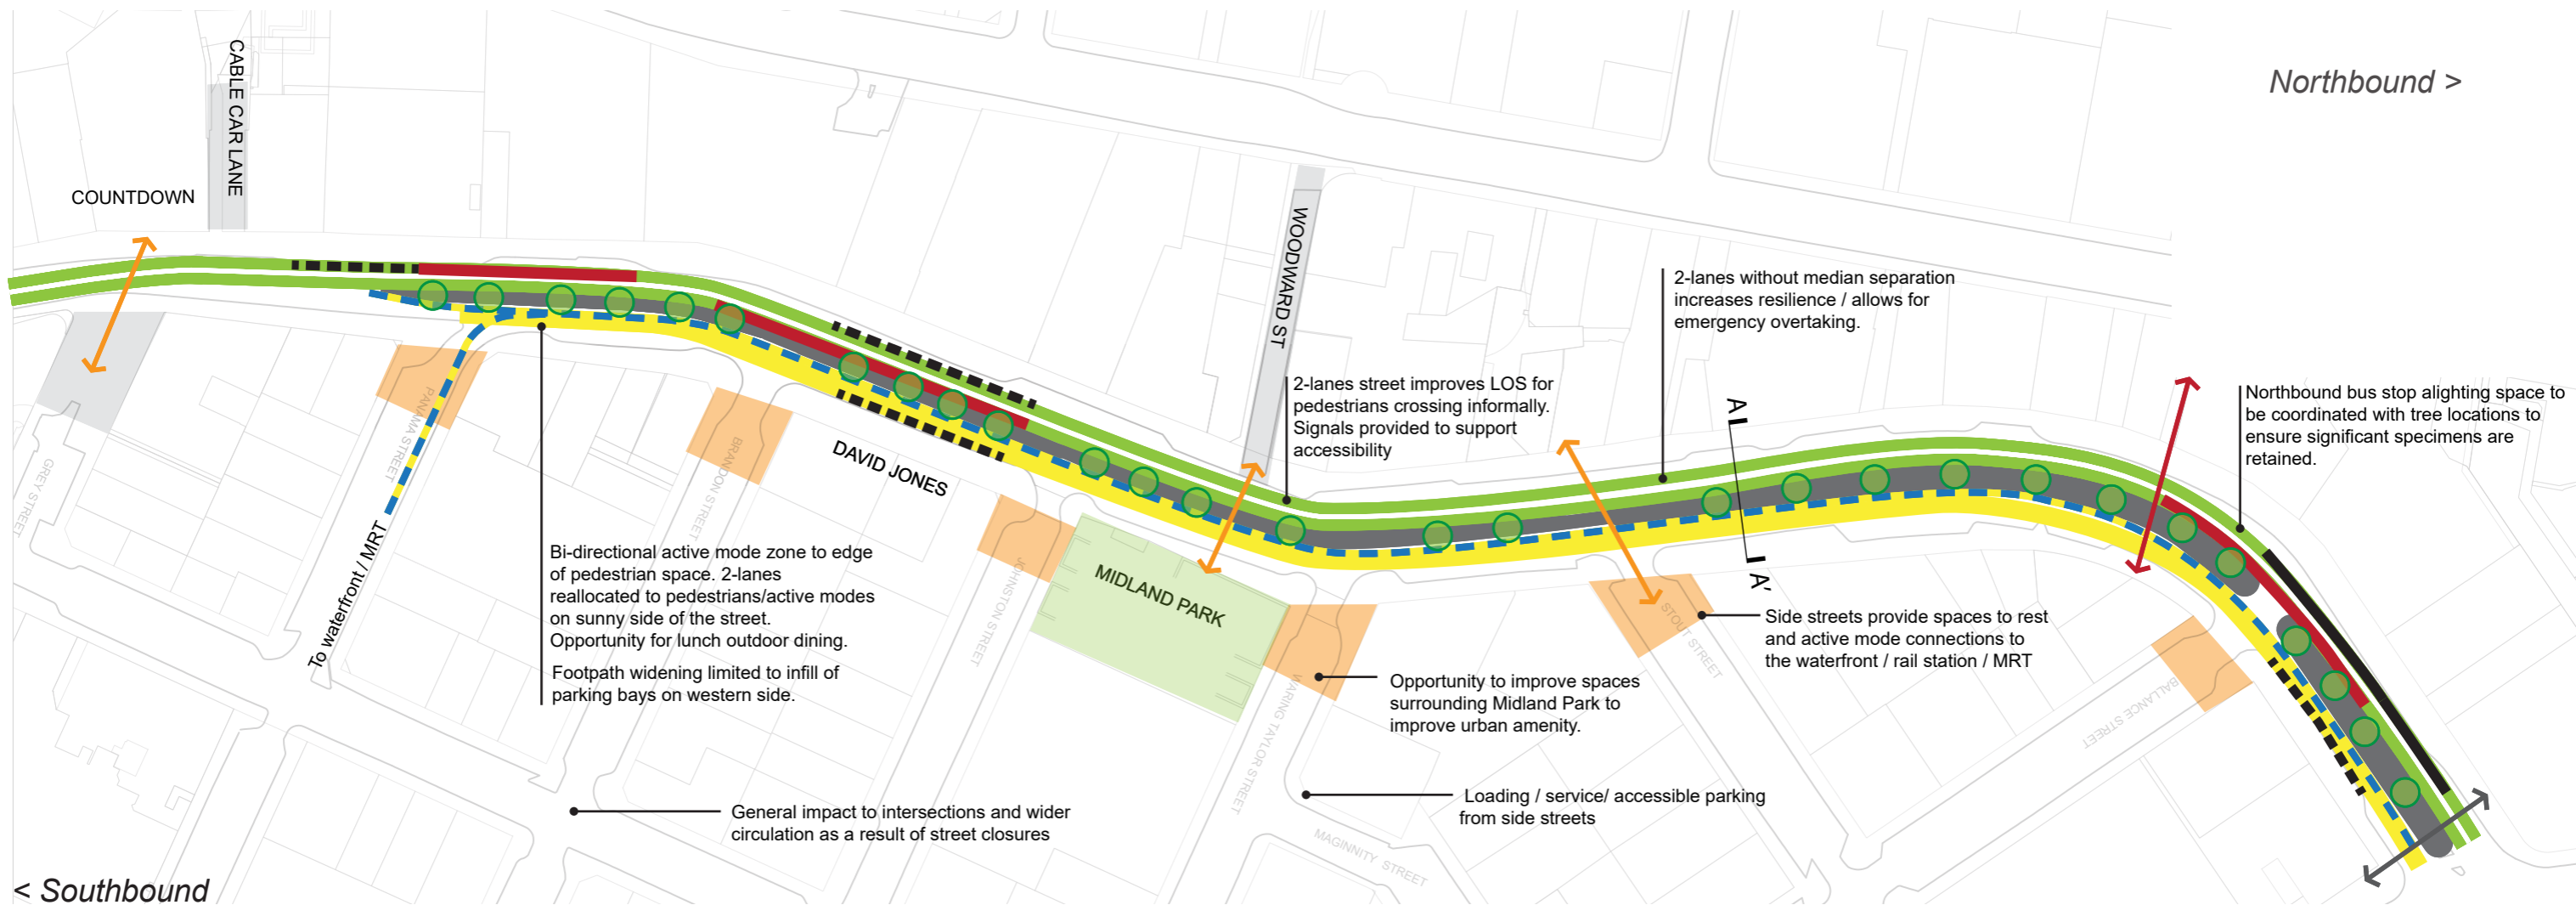 Northbound >
CABLE CAR LANE
COUNTDOWN
WOODWARD ST
2-lanes without median separation
increases resilience / allows for
emergency overtaking.
2-lanes street improves LOS for
pedestrians crossing informally.
Signals provided to support
accessibility
A
A'
Northbound bus stop alighting space to
be coordinated with tree locations to
ensure significant specimens are
retained.
GREY STREET
PANAMA STREET
BRANDON STREET
DAVID JONES
JOHNSTON STREET
MIDLAND PARK
WARING TAYLOR STREET
STOUT STREET
BALLANCE STREET
MAGINNITY STREET
To waterfront / MRT
Bi-directional active mode zone to edge
of pedestrian space. 2-lanes
reallocated to pedestrians/active modes
on sunny side of the street.
Opportunity for lunch outdoor dining.
Footpath widening limited to infill of
parking bays on western side.
Side streets provide spaces to rest
and active mode connections to
the waterfront / rail station / MRT
Opportunity to improve spaces
surrounding Midland Park to
improve urban amenity.
General impact to intersections and wider
circulation as a result of street closures
Loading / service/ accessible parking
from side streets
< Southbound